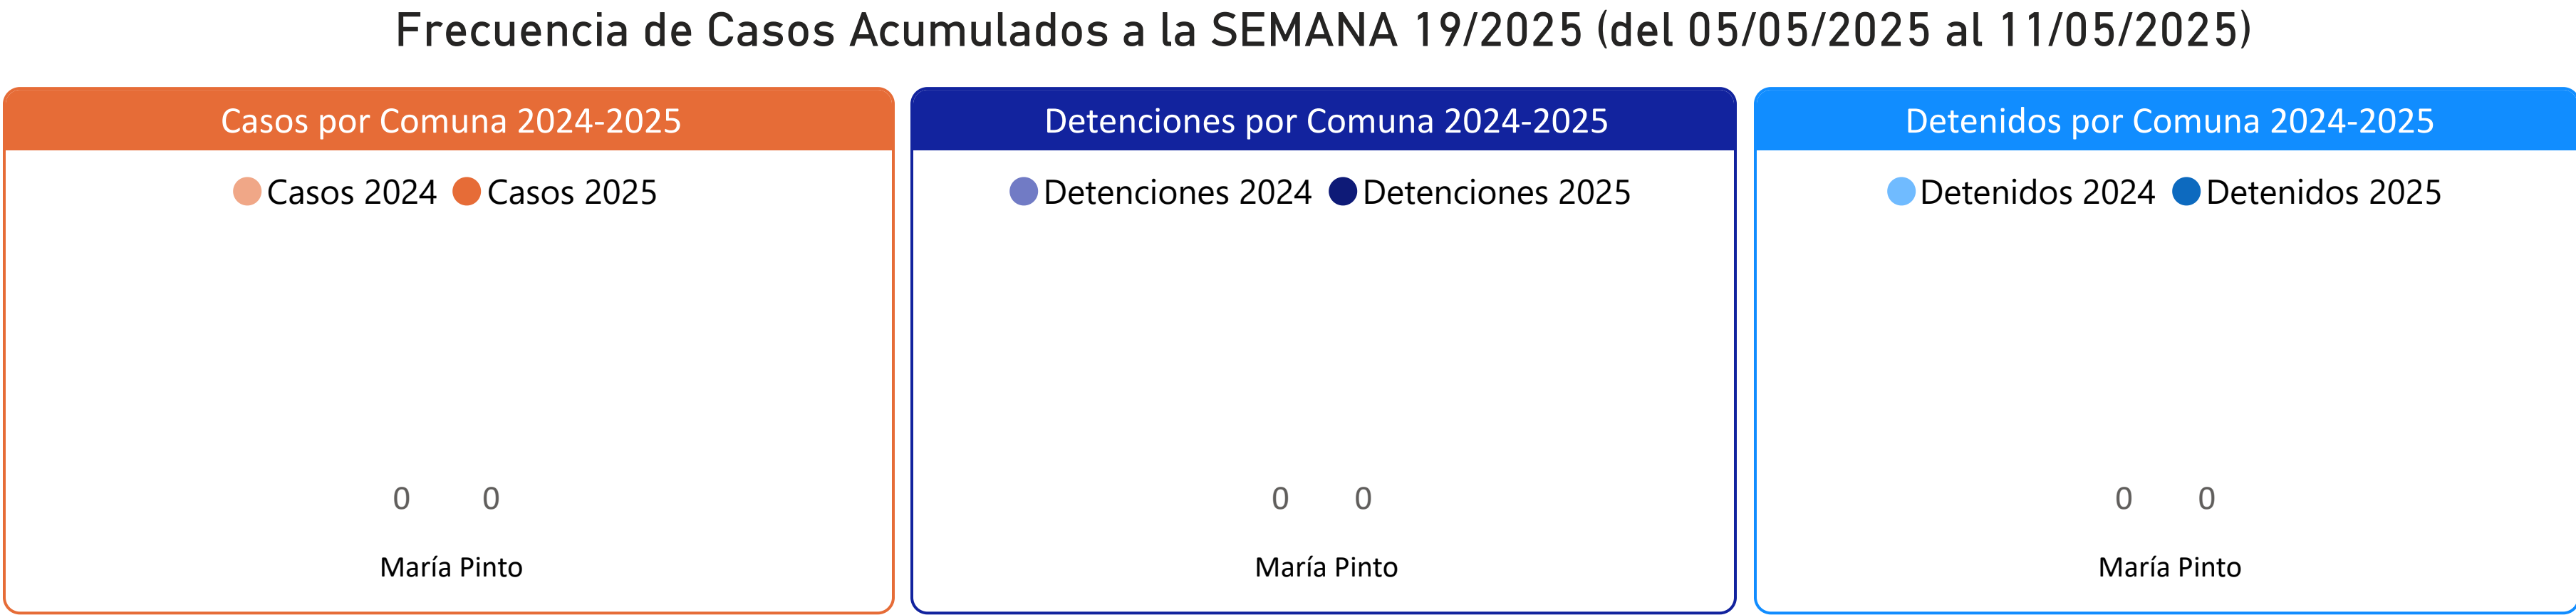 Frecuencia de Casos Acumulados a la SEMANA 19/2025 (del 05/05/2025 al 11/05/2025)
Casos por Comuna 2024-2025
Casos 2024 Casos 2025
0 0
María Pinto
Detenciones por Comuna 2024-2025
Detenciones 2024 Detenciones 2025
0 0
María Pinto
Detenidos por Comuna 2024-2025
Detenidos 2024 Detenidos 2025
0 0
María Pinto